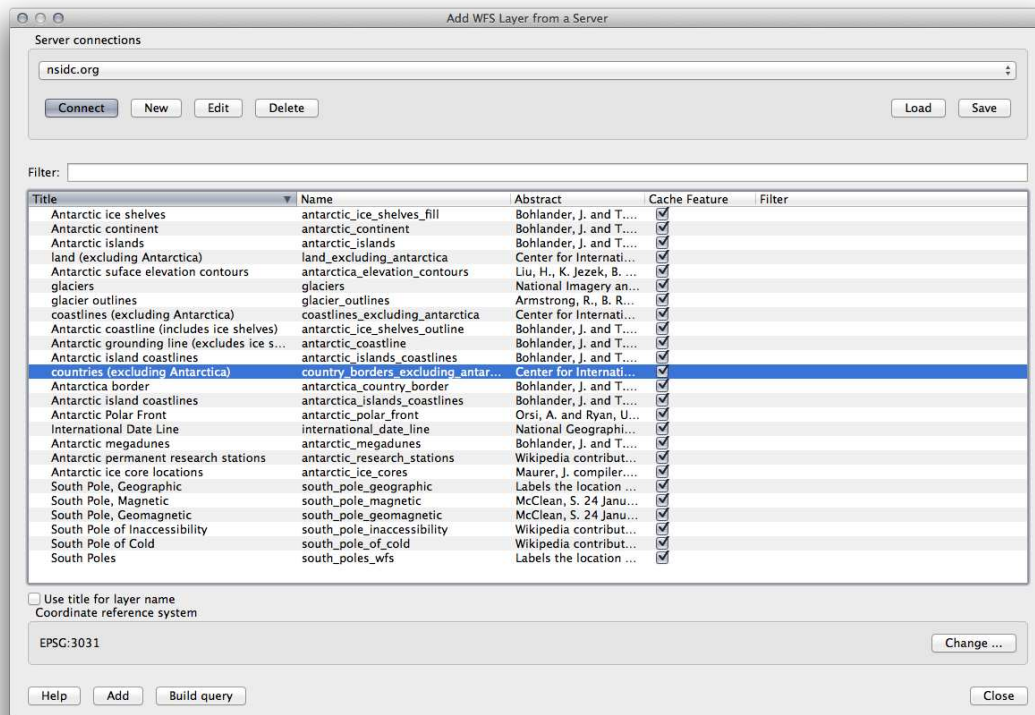 Add WFS Layer from a Server
Server connections
nsidc.org
Connect New Edit Delete Load Save
Filter:
Title Name Abstract Cache Feature Filter
Antarctic ice shelves antarctic_ice_shelves_fill Bohlander, J. and T....
Antarctic continent antarctic_continent Bohlander, J. and T....
Antarctic islands antarctic_islands Bohlander, J. and T....
land (excluding Antarctica) land_excluding_antarctica Center for Internati...
Antarctic suface elevation contours antarctica_elevation_contours Liu, H., K. Jezek, B. ...
glaciers glaciers National Imagery an...
glacier outlines glacier_outlines Armstrong, R., B. R...
coastlines (excluding Antarctica) coastlines_excluding_antarctica Center for Internati...
Antarctic coastline (includes ice shelves) antarctic_ice_shelves_outline Bohlander, J. and T....
Antarctic grounding line (excludes ice s... antarctic_coastline Bohlander, J. and T....
Antarctic island coastlines antarctic_islands_coastlines Bohlander, J. and T....
countries (excluding Antarctica) country_borders_excluding_antar... Center for Internati...
Antarctica border antarctica_country_border Bohlander, J. and T....
Antarctic island coastlines antarctica_islands_coastlines Bohlander, J. and T....
Antarctic Polar Front antarctic_polar_front Orsi, A. and Ryan, U...
International Date Line international_date_line National Geographi...
Antarctic megadunes antarctic_megadunes Bohlander, J. and T....
Antarctic permanent research stations antarctic_research_stations Wikipedia contribut...
Antarctic ice core locations antarctic_ice_cores Maurer, J. compiler....
South Pole, Geographic south_pole_geographic Labels the location ...
South Pole, Magnetic south_pole_magnetic McClean, S. 24 Janu...
South Pole, Geomagnetic south_pole_geomagnetic McClean, S. 24 Janu...
South Pole of Inaccessibility south_pole_inaccessibility Wikipedia contribut...
South Pole of Cold south_pole_of_cold Wikipedia contribut...
South Poles south_poles_wfs Labels the location ...
Use title for layer name
Coordinate reference system
EPSG:3031 Change ...
Help Add Build query Close